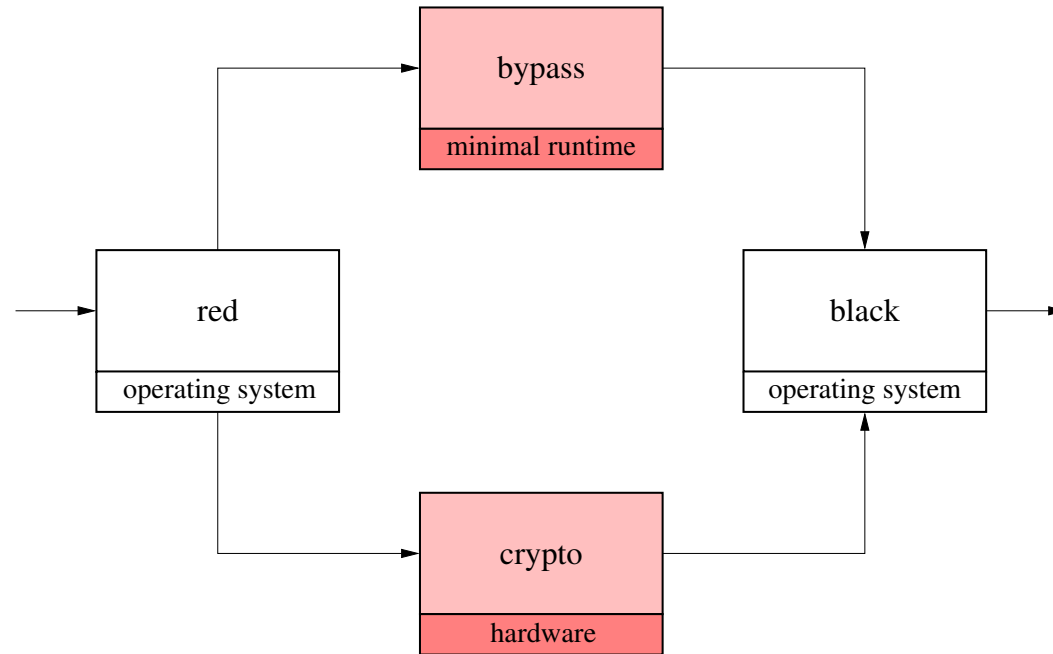 bypass
minimal runtime
red
operating system
black
operating system
crypto
hardware